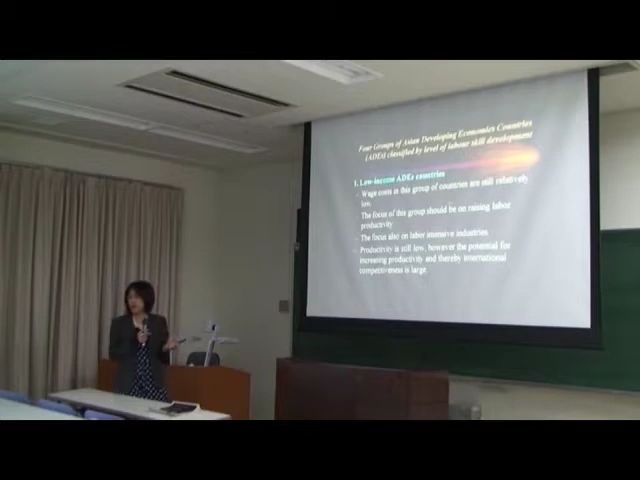 Four Groups of Asian Developing Economics Countries
[ADEs] classified by level of labour skill development
1. Low-income ADEs countries
- Wage costs in this group of countries are still relatively
low.
- The focus of this group should be on raising labor
productivity
- The focus also on labor intensive industries.
- Productivity is still low, however the potential for
increasing productivity and thereby international
competitiveness is large.